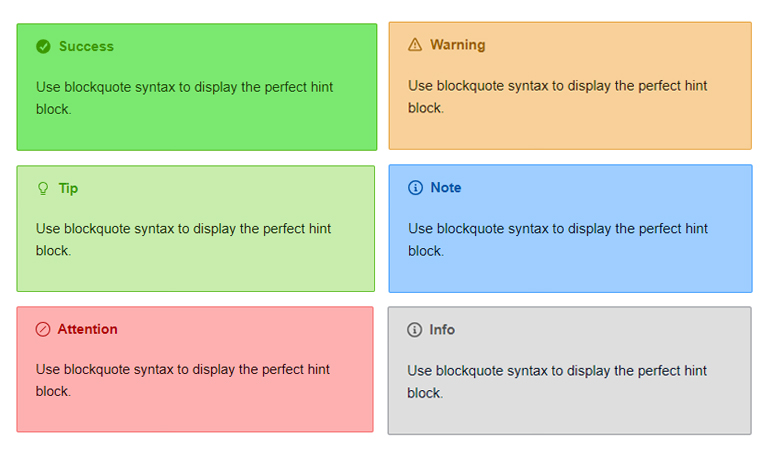 Success
Use blockquote syntax to display the perfect hint
block.
Warning
Use blockquote syntax to display the perfect hint
block.
Tip
Use blockquote syntax to display the perfect hint
block.
Note
Use blockquote syntax to display the perfect hint
block.
Attention
Use blockquote syntax to display the perfect hint
block.
Info
Use blockquote syntax to display the perfect hint
block.